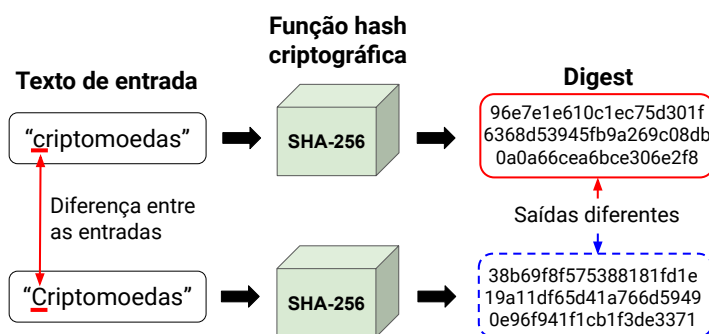 Função hash
criptográfica
Texto de entrada
Digest
“criptomoedas”
SHA-256
96e7e1e610c1ec75d301f
6368d53945fb9a269c08db
0a0a66cea6bce306e2f8
Diferença entre
as entradas
Saídas diferentes
“Criptomoedas”
SHA-256
38b69f8f575388181fd1e
19a11df65d41a766d5949
0e96f941f1cb1f3de3371